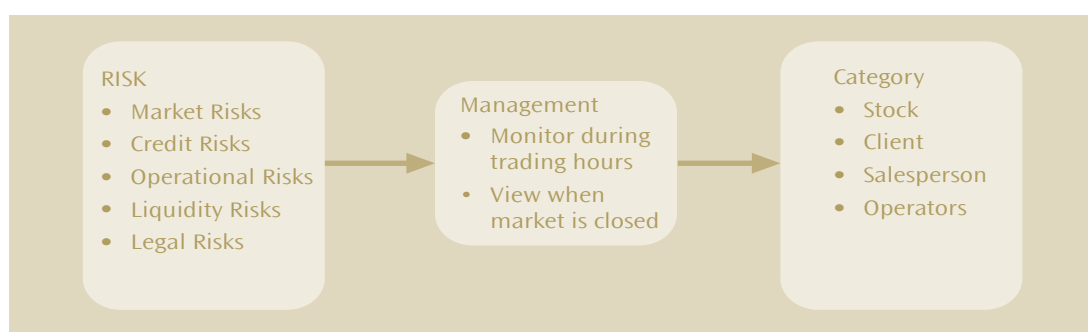 RISK
• Market Risks
• Credit Risks
• Operational Risks
• Liquidity Risks
• Legal Risks
Management
• Monitor during
trading hours
• View when
market is closed
Category
• Stock
• Client
• Salesperson
• Operators